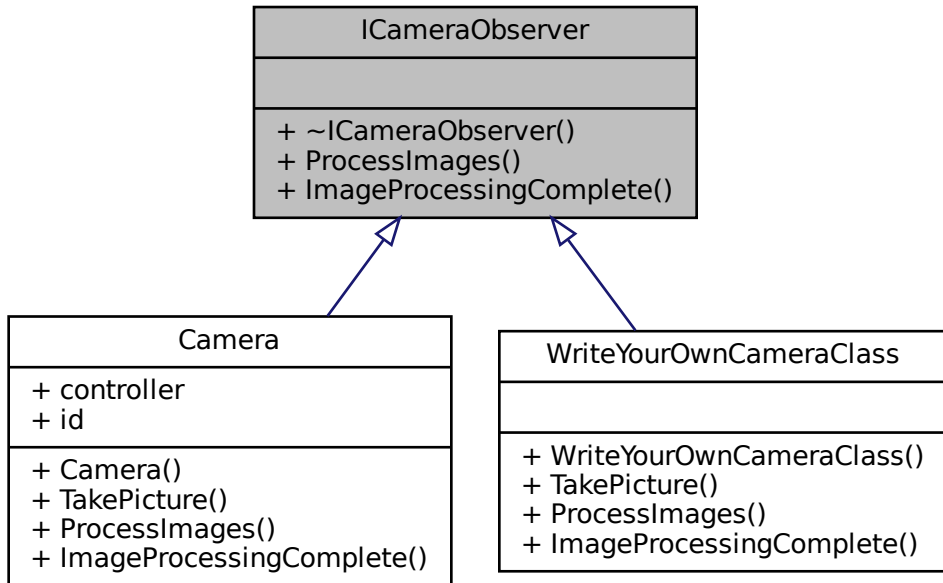 ICameraObserver
+ ~ICameraObserver()
+ ProcessImages()
+ ImageProcessingComplete()
Camera
+ controller
+ id
+ Camera()
+ TakePicture()
+ ProcessImages()
+ ImageProcessingComplete()
WriteYourOwnCameraClass
+ WriteYourOwnCameraClass()
+ TakePicture()
+ ProcessImages()
+ ImageProcessingComplete()